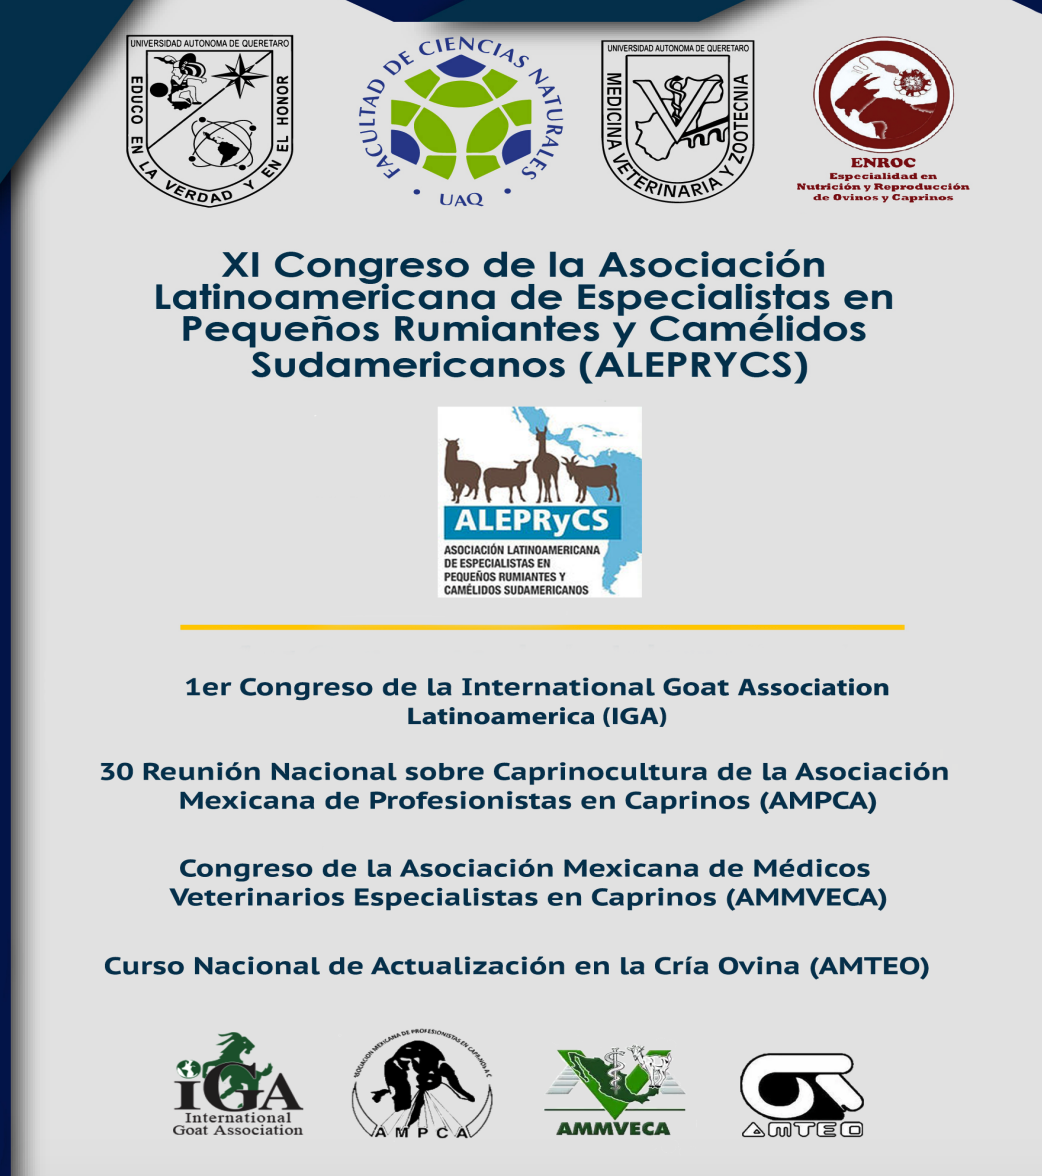 UNIVERSIDAD AUTONOMA DE QUERETARO
EDUCO EN LA VERDAD Y EN EL HONOR
FACULTAD DE CIENCIAS NATURALES
• UAQ •
UNIVERSIDAD AUTONOMA DE QUERETARO
MEDICINA VETERINARIA Y ZOOTECNIA
ENROC
Especialidad en
Nutrición y Reproducción
de Ovinos y Caprinos
XI Congreso de la Asociación
Latinoamericana de Especialistas en
Pequeños Rumiantes y Camélidos
Sudamericanos (ALEPRYCS)
ALEPRyCS
ASOCIACIÓN LATINOAMERICANA
DE ESPECIALISTAS EN
PEQUEÑOS RUMIANTES Y
CAMÉLIDOS SUDAMERICANOS
1er Congreso de la International Goat Association
Latinoamerica (IGA)
30 Reunión Nacional sobre Caprinocultura de la Asociación
Mexicana de Profesionistas en Caprinos (AMPCA)
Congreso de la Asociación Mexicana de Médicos
Veterinarios Especialistas en Caprinos (AMMVECA)
Curso Nacional de Actualización en la Cría Ovina (AMTEO)
IGA
International
Goat Association
ASOCIACIÓN MEXICANA DE PROFESIONISTAS EN CAPRINOS A.C.
AMPCA
AMMVECA
AMTEO